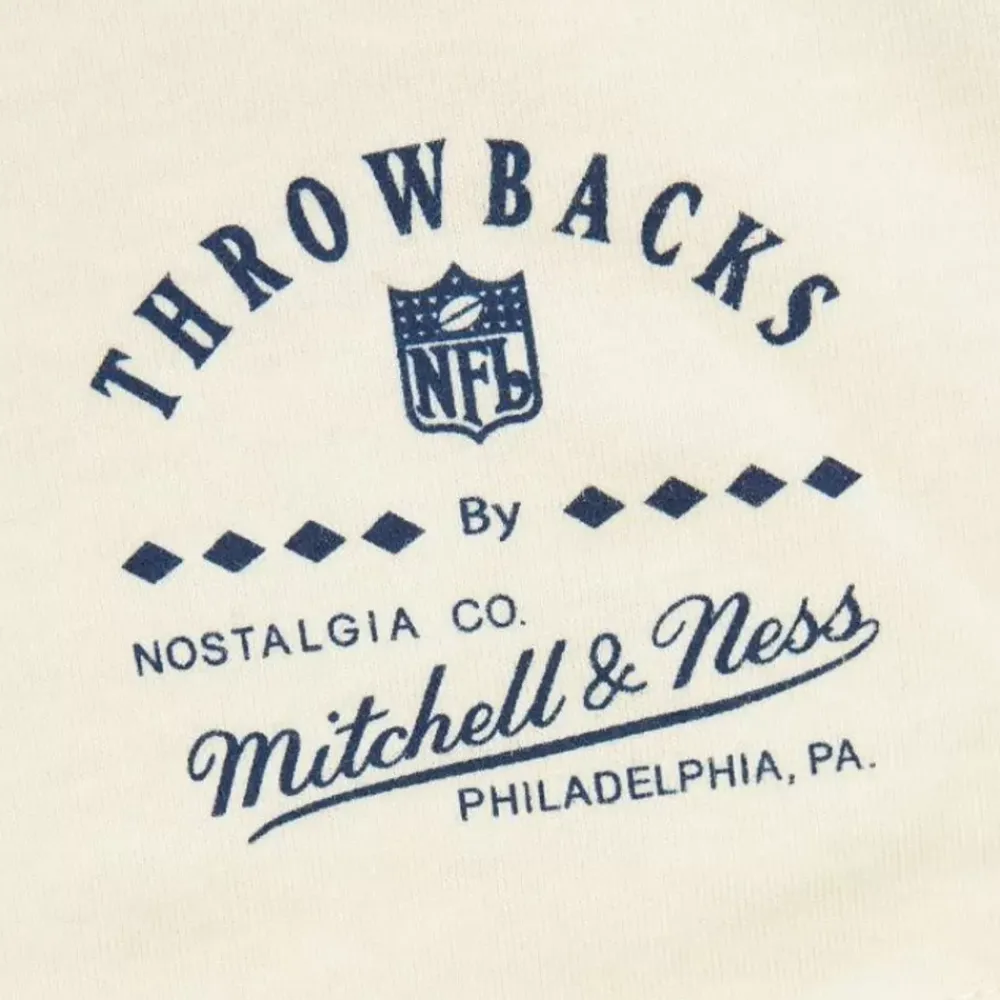 THROWBACKS
NFL
By
NOSTALGIA CO.
Mitchell & Ness
PHILADELPHIA, PA.